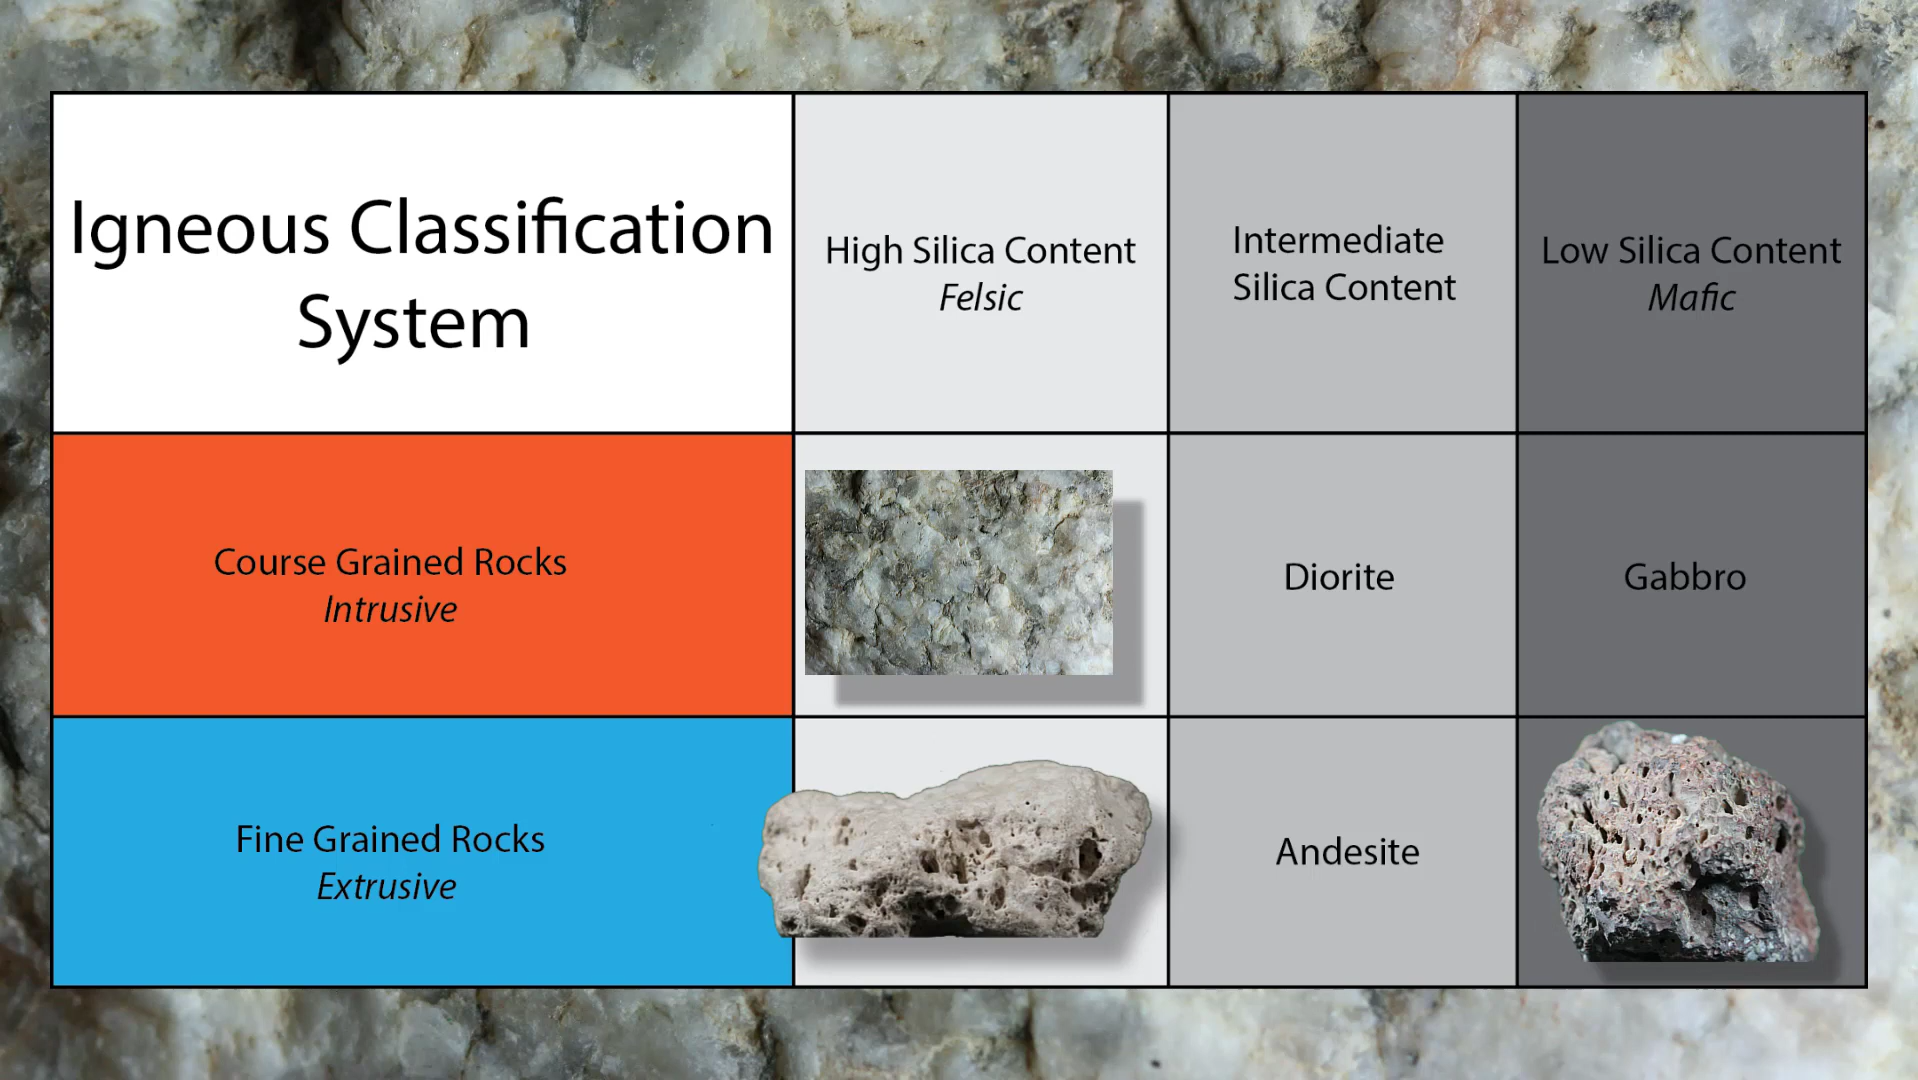 Igneous Classification
System
High Silica Content
Felsic
Intermediate
Silica Content
Low Silica Content
Mafic
Course Grained Rocks
Intrusive
Diorite
Gabbro
Fine Grained Rocks
Extrusive
Andesite